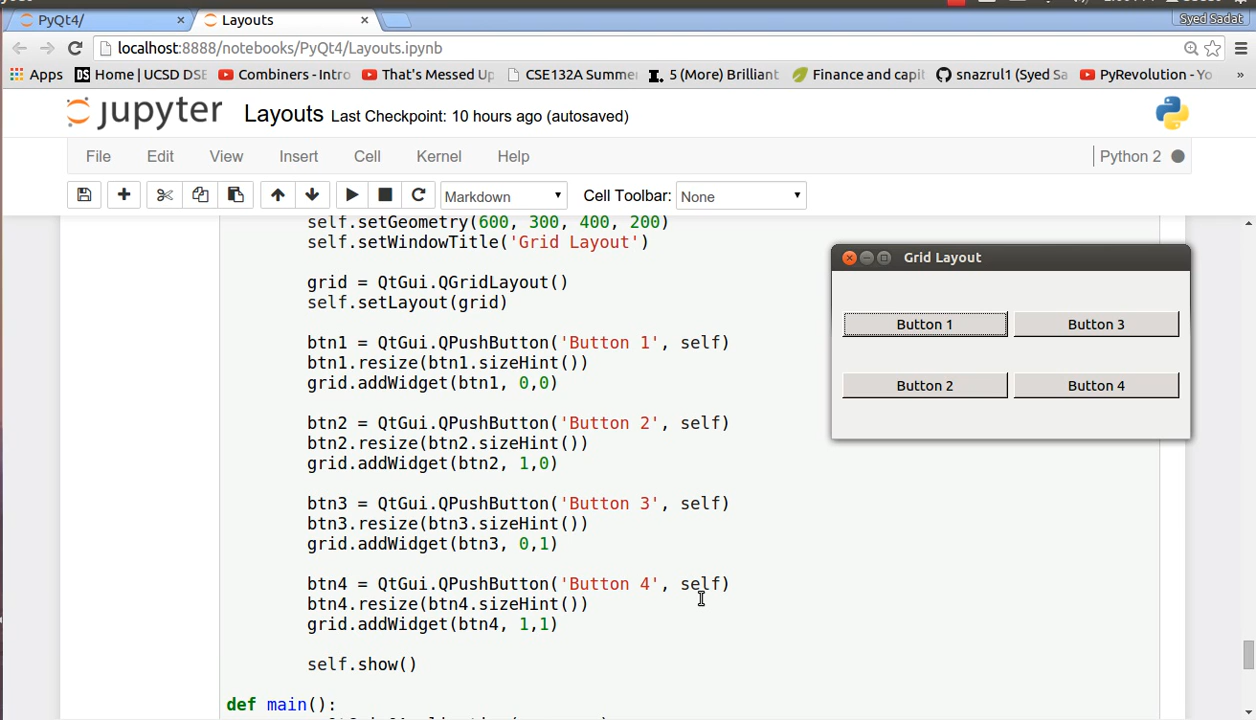 PyQt4/ × Layouts × Syed Sadat
localhost:8888/notebooks/PyQt4/Layouts.ipynb
Apps DS Home | UCSD DSE Combiners - Intro That's Messed Up CSE132A Summe 5 (More) Brilliant Finance and capit snazrul1 (Syed Sa PyRevolution - Yo »
jupyter Layouts Last Checkpoint: 10 hours ago (autosaved)
File Edit View Insert Cell Kernel Help Python 2
Markdown Cell Toolbar: None
self.setGeometry(600, 300, 400, 200)
self.setWindowTitle('Grid Layout')
grid = QtGui.QGridLayout()
self.setLayout(grid)
btn1 = QtGui.QPushButton('Button 1', self)
btn1.resize(btn1.sizeHint())
grid.addWidget(btn1, 0,0)
btn2 = QtGui.QPushButton('Button 2', self)
btn2.resize(btn2.sizeHint())
grid.addWidget(btn2, 1,0)
btn3 = QtGui.QPushButton('Button 3', self)
btn3.resize(btn3.sizeHint())
grid.addWidget(btn3, 0,1)
btn4 = QtGui.QPushButton('Button 4', self)
btn4.resize(btn4.sizeHint())
grid.addWidget(btn4, 1,1)
self.show()
def main():
Grid Layout
Button 1 Button 3
Button 2 Button 4